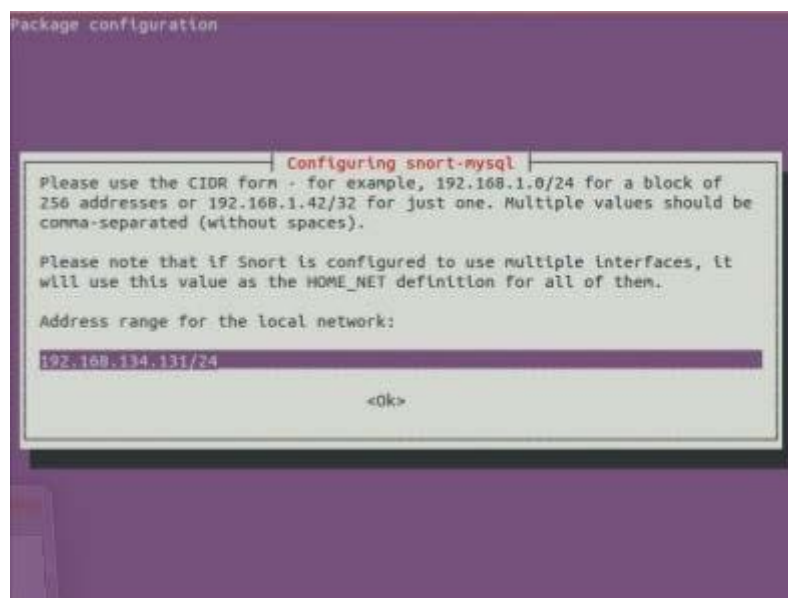 Package configuration
Configuring snort-mysql
Please use the CIDR form - for example, 192.168.1.0/24 for a block of
256 addresses or 192.168.1.42/32 for just one. Multiple values should be
comma-separated (without spaces).
Please note that if Snort is configured to use multiple interfaces, it
will use this value as the HOME_NET definition for all of them.
Address range for the local network:
192.168.134.131/24
<Ok>